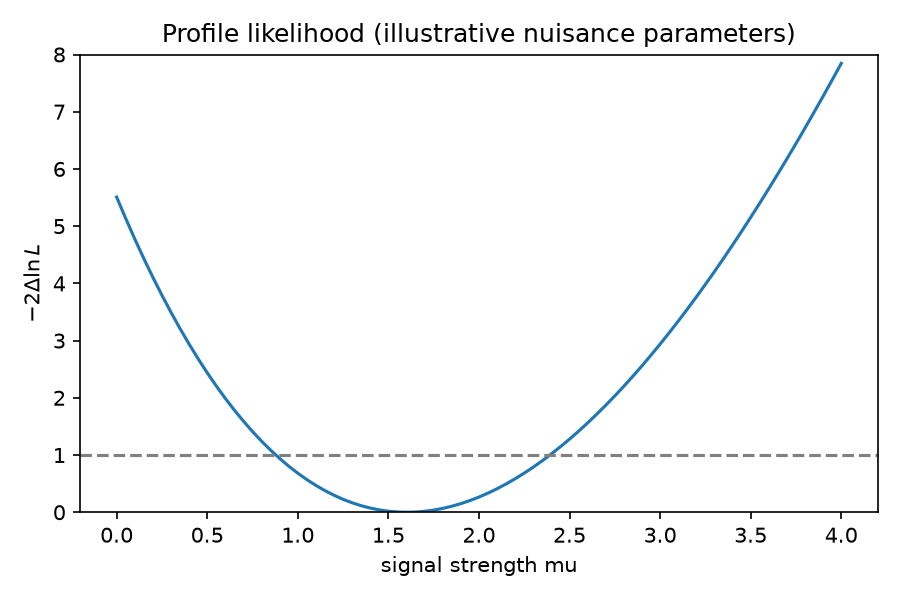 Profile likelihood (illustrative nuisance parameters)
8
7
6
5
4
3
2
1
0
−2Δln L
0.0 0.5 1.0 1.5 2.0 2.5 3.0 3.5 4.0
signal strength mu